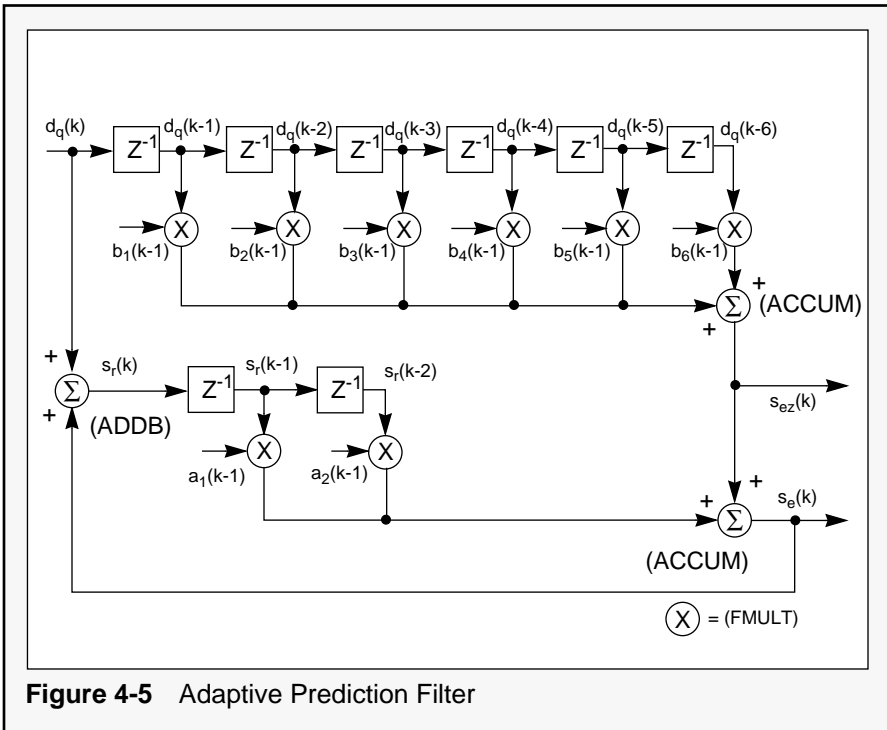 d_q(k) d_q(k-1) d_q(k-2) d_q(k-3) d_q(k-4) d_q(k-5) d_q(k-6)
Z^-1 Z^-1 Z^-1 Z^-1 Z^-1 Z^-1
X X X X X X
b_1(k-1) b_2(k-1) b_3(k-1) b_4(k-1) b_5(k-1) b_6(k-1)
+ +
Σ (ACCUM)
+
+ s_r(k) s_r(k-1) s_r(k-2)
Σ Z^-1 Z^-1
+ (ADDB) s_ez(k)
X X
a_1(k-1) a_2(k-1)
+ + s_e(k)
Σ
(ACCUM)
X = (FMULT)
Figure 4-5 Adaptive Prediction Filter